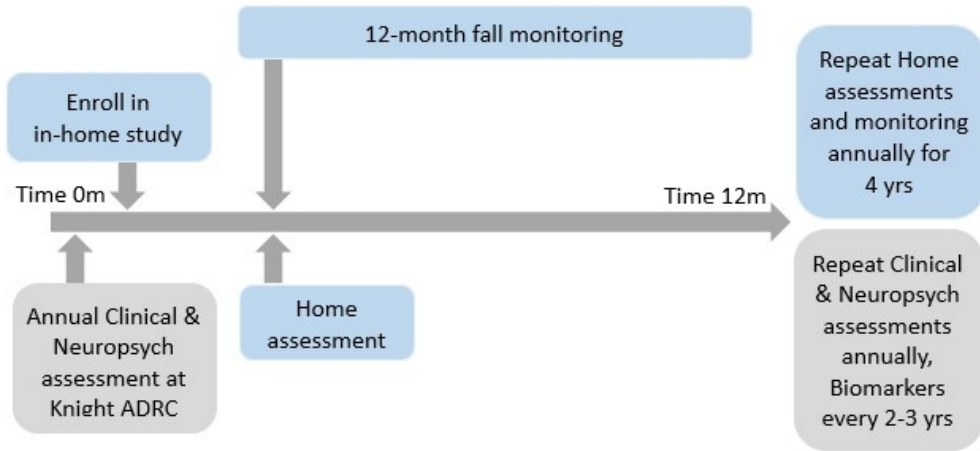 12-month fall monitoring
Enroll in
in-home study
Time 0m
Time 12m
Annual Clinical &
Neuropsych
assessment at
Knight ADRC
Home
assessment
Repeat Home
assessments
and monitoring
annually for
4 yrs
Repeat Clinical
& Neuropsych
assessments
annually,
Biomarkers
every 2-3 yrs